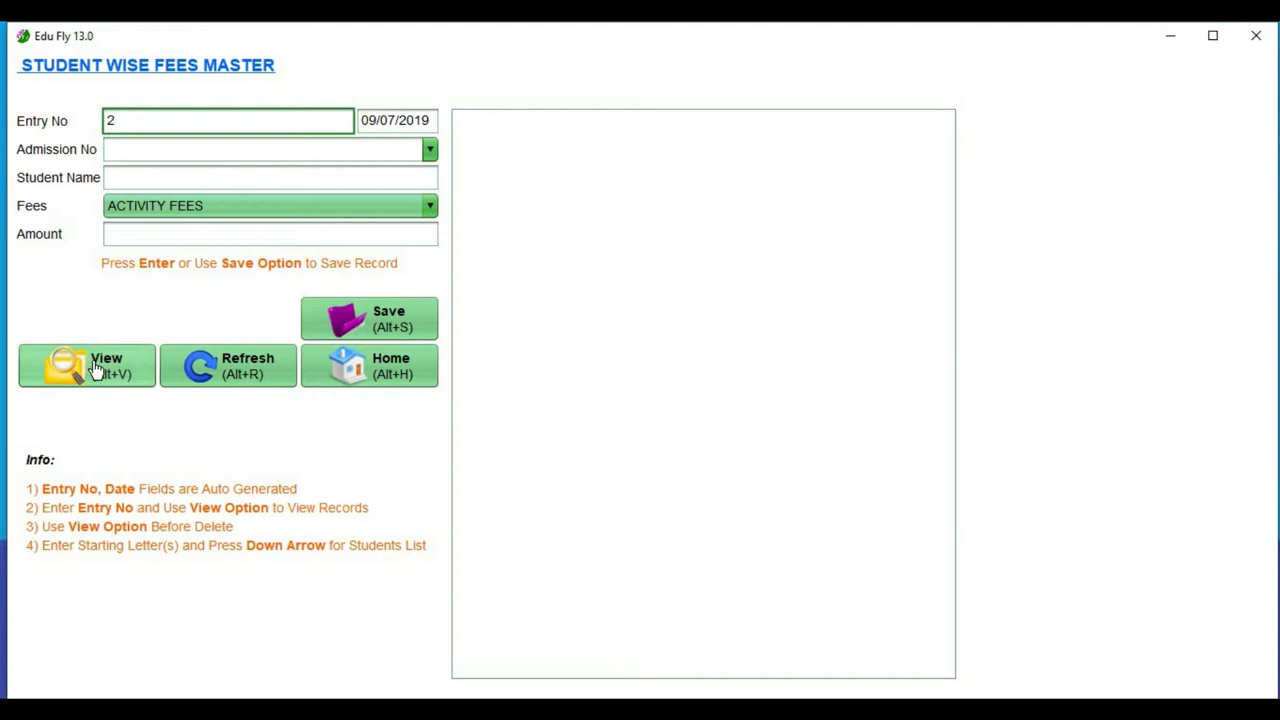 Edu Fly 13.0
STUDENT WISE FEES MASTER
Entry No 2 09/07/2019
Admission No
Student Name
Fees ACTIVITY FEES
Amount
Press Enter or Use Save Option to Save Record
Save
(Alt+S)
View
Refresh
(Alt+R)
Home
(Alt+H)
Info:
1) Entry No, Date Fields are Auto Generated
2) Enter Entry No and Use View Option to View Records
3) Use View Option Before Delete
4) Enter Starting Letter(s) and Press Down Arrow for Students List